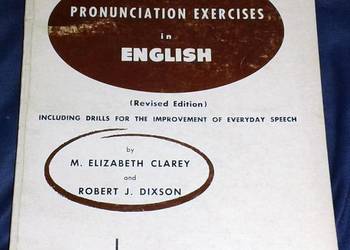 PRONUNCIATION EXERCISES
in
ENGLISH
(Revised Edition)
INCLUDING DRILLS FOR THE IMPROVEMENT OF EVERYDAY SPEECH
by
M. ELIZABETH CLAREY
and
ROBERT J. DIXSON